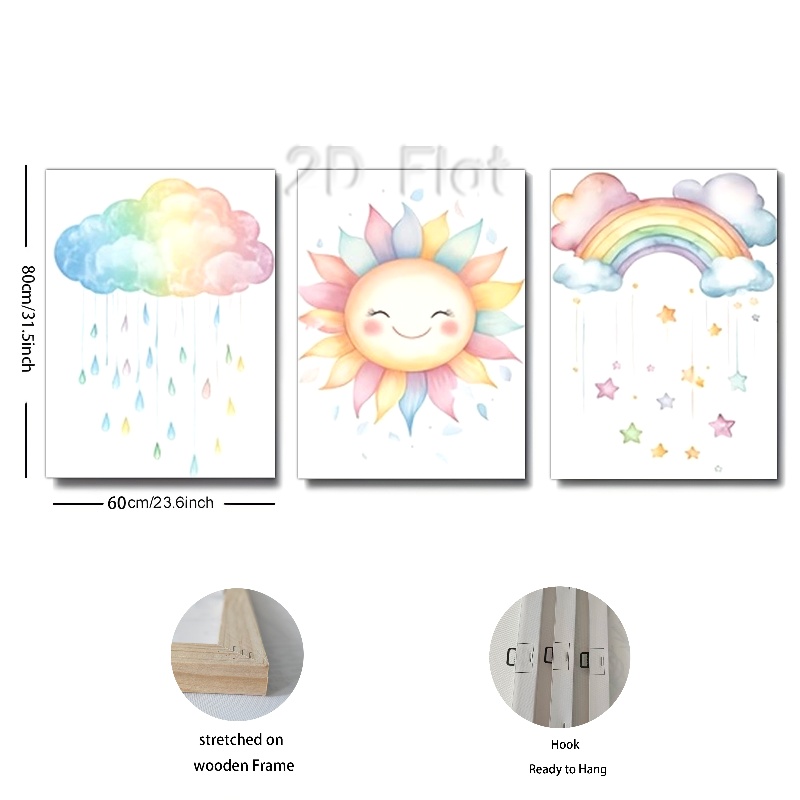 2D Flat
80cm/31.5inch
60cm/23.6inch
stretched on
wooden Frame
Hook
Ready to Hang